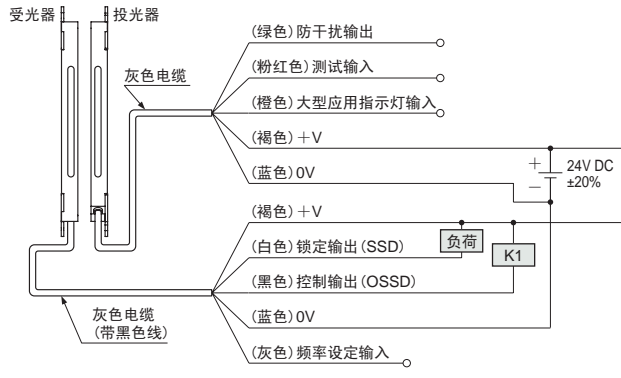 受光器
投光器
灰色电缆
(绿色)防干扰输出
(粉红色)测试输入
(橙色)大型应用指示灯输入
(褐色)＋V
(蓝色)0V
＋
－
24V DC
±20%
(褐色)＋V
(白色)锁定输出(SSD)
负荷
K1
(黑色)控制输出(OSSD)
(蓝色)0V
(灰色)频率设定输入
灰色电缆
(带黑色线)